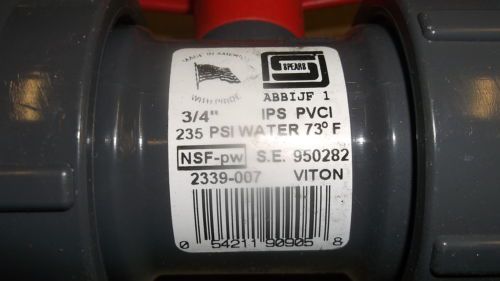 MADE IN AMERICA
WITH PRIDE
SPEARS
ABBIJF 1
3/4" IPS PVCI
235 PSI WATER 73° F
NSF-pw S.E. 950282
2339-007 VITON
0 54211 90905 8